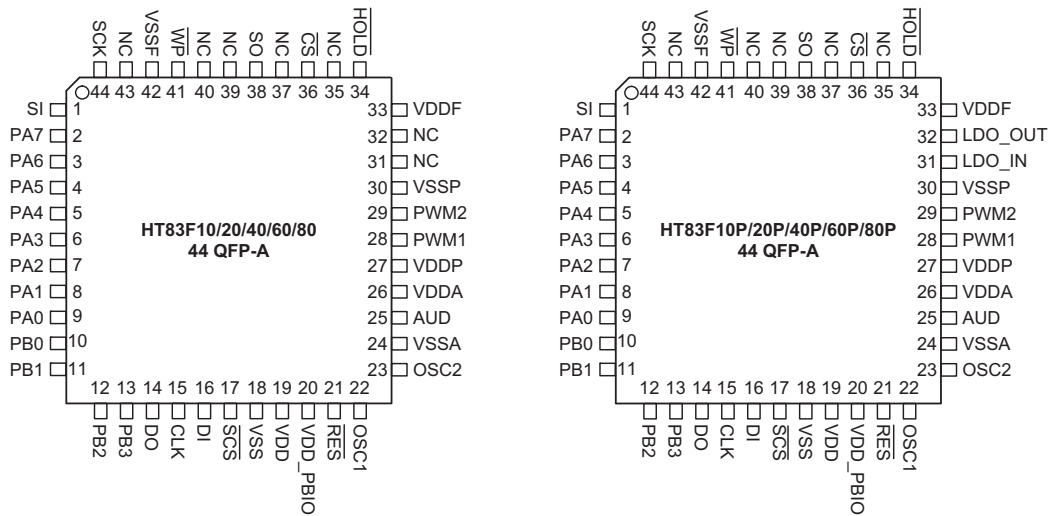 SCK NC VSSF WP NC NC SO NC CS NC HOLD
44 43 42 41 40 39 38 37 36 35 34
SI 1
PA7 2
PA6 3
PA5 4
PA4 5
PA3 6
PA2 7
PA1 8
PA0 9
PB0 10
PB1 11
HT83F10/20/40/60/80
44 QFP-A
33 VDDF
32 NC
31 NC
30 VSSP
29 PWM2
28 PWM1
27 VDDP
26 VDDA
25 AUD
24 VSSA
23 OSC2
12 13 14 15 16 17 18 19 20 21 22
PB2 PB3 DO CLK DI SCS VSS VDD VDD_PBIO RES OSC1
SCK NC VSSF WP NC NC SO NC CS NC HOLD
44 43 42 41 40 39 38 37 36 35 34
SI 1
PA7 2
PA6 3
PA5 4
PA4 5
PA3 6
PA2 7
PA1 8
PA0 9
PB0 10
PB1 11
HT83F10P/20P/40P/60P/80P
44 QFP-A
33 VDDF
32 LDO_OUT
31 LDO_IN
30 VSSP
29 PWM2
28 PWM1
27 VDDP
26 VDDA
25 AUD
24 VSSA
23 OSC2
12 13 14 15 16 17 18 19 20 21 22
PB2 PB3 DO CLK DI SCS VSS VDD VDD_PBIO RES OSC1